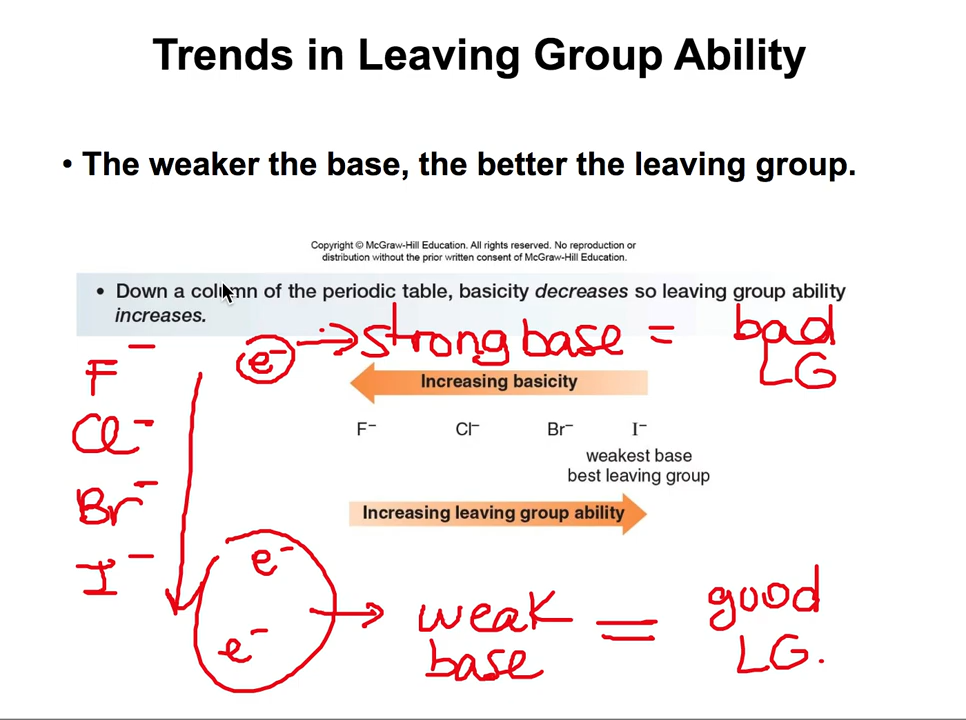 Trends in Leaving Group Ability
• The weaker the base, the better the leaving group.
Copyright © McGraw-Hill Education. All rights reserved. No reproduction or
distribution without the prior written consent of McGraw-Hill Education.
• Down a column of the periodic table, basicity decreases so leaving group ability
increases.
e⁻ → strong base = bad
LG
F⁻
Cl⁻
Br⁻
I⁻
Increasing basicity
F⁻ Cl⁻ Br⁻ I⁻
weakest base
best leaving group
Increasing leaving group ability
e⁻
e⁻
→ weak
base
= good
LG.